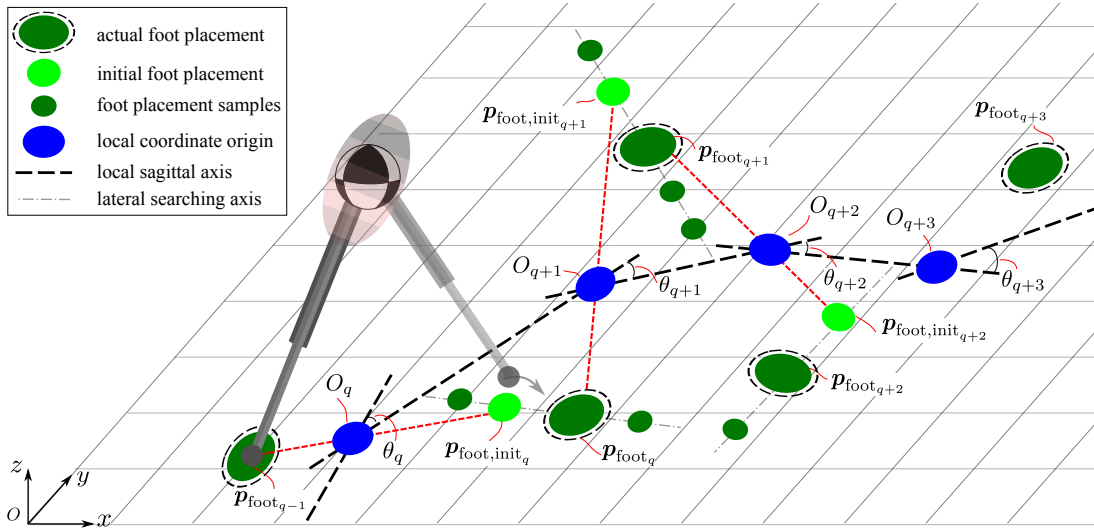 actual foot placement
initial foot placement
foot placement samples
local coordinate origin
local sagittal axis
lateral searching axis
p_foot,init_{q+1}
p_foot_{q+1}
p_foot_{q+3}
O_{q+2}
O_{q+3}
O_{q+1}
θ_{q+1}
θ_{q+2}
θ_{q+3}
p_foot,init_{q+2}
p_foot_{q+2}
O_q
θ_q
p_foot,init_q
p_foot_q
p_foot_{q-1}
z
y
O
x